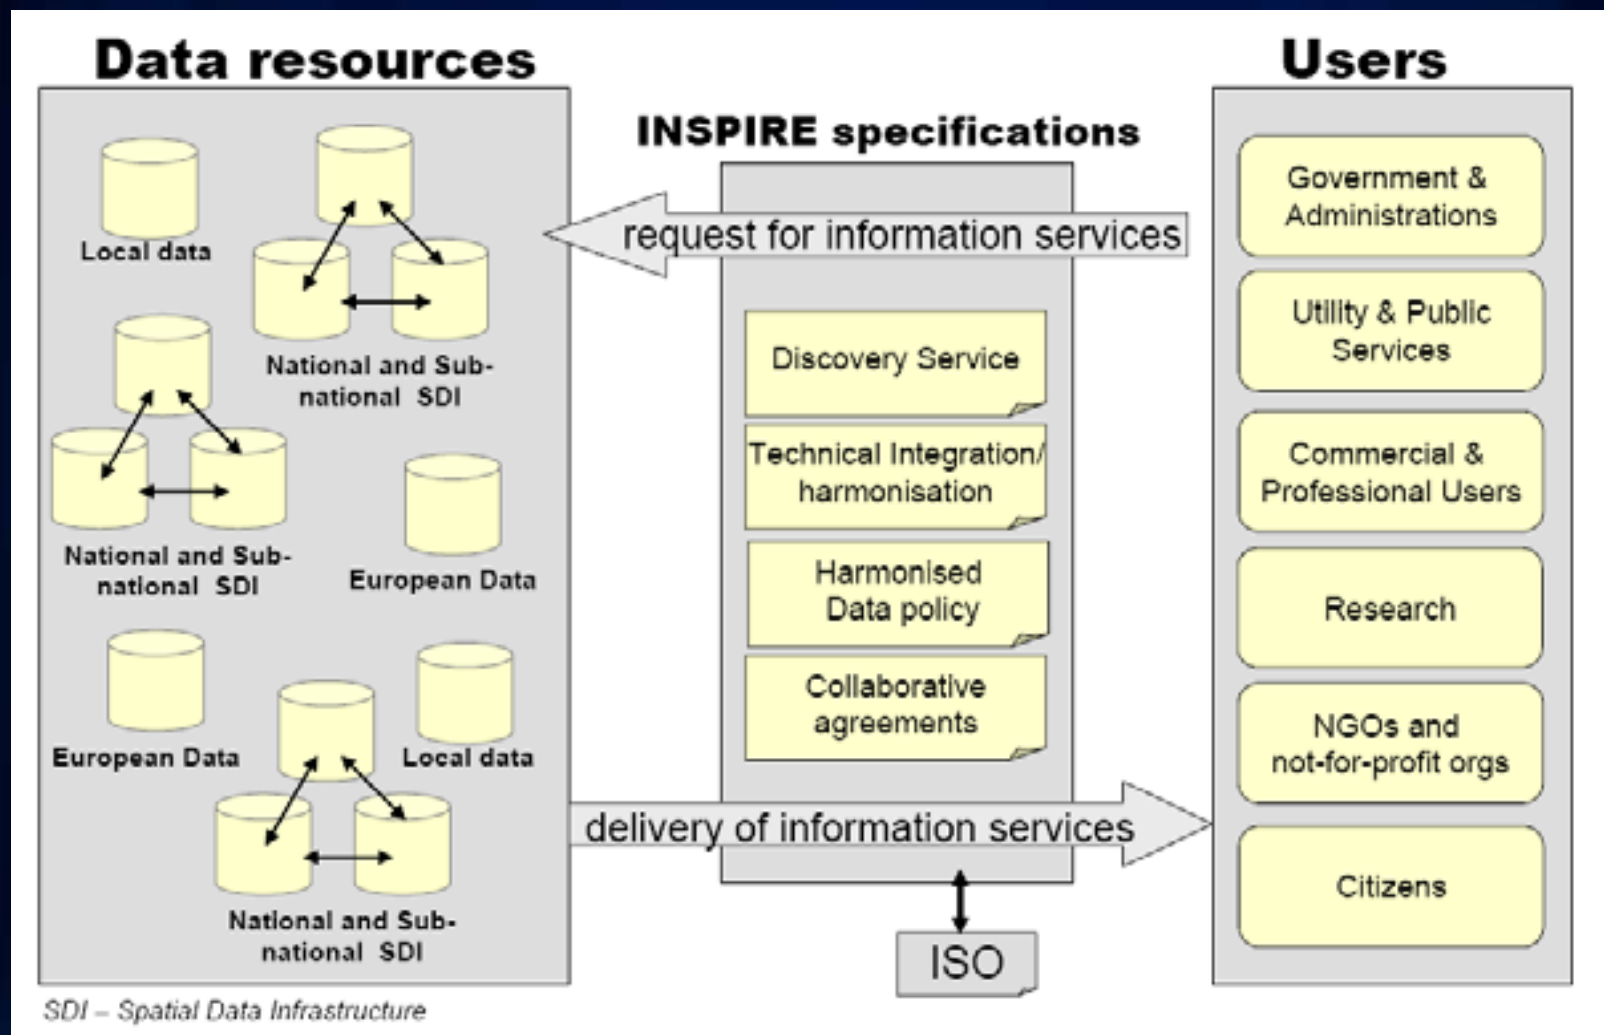 Data resources
Local data
National and Sub-
national SDI
National and Sub-
national SDI
European Data
European Data
Local data
National and Sub-
national SDI
SDI – Spatial Data Infrastructure
INSPIRE specifications
request for information services
Discovery Service
Technical Integration/
harmonisation
Harmonised
Data policy
Collaborative
agreements
delivery of information services
ISO
Users
Government &
Administrations
Utility & Public
Services
Commercial &
Professional Users
Research
NGOs and
not-for-profit orgs
Citizens